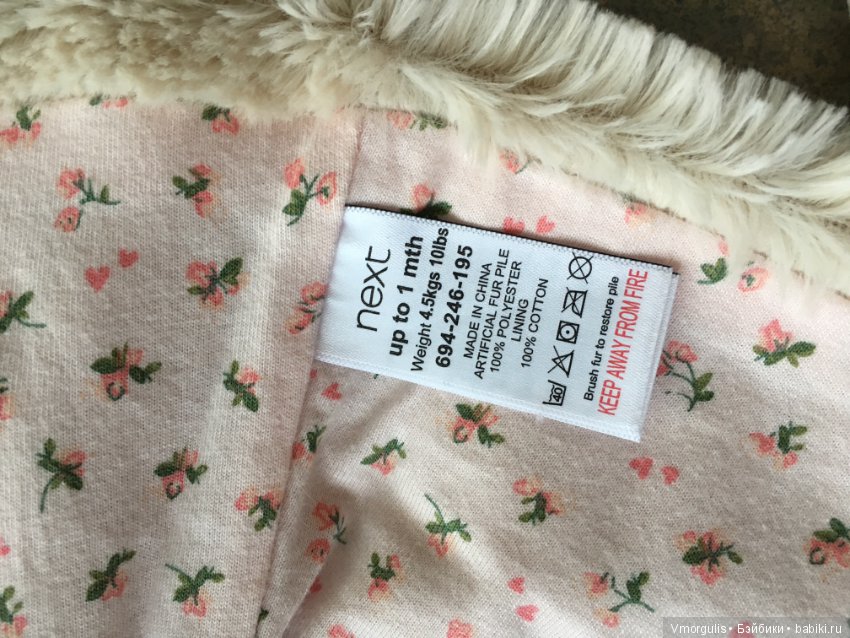 next
up to 1 mth
Weight 4.5kgs 10lbs
694-246-195
MADE IN CHINA
ARTIFICIAL FUR PILE
100% POLYESTER
LINING
100% COTTON
40
Brush fur to restore pile
KEEP AWAY FROM FIRE
Vmorgulis • Бэйбики • babiki.ru